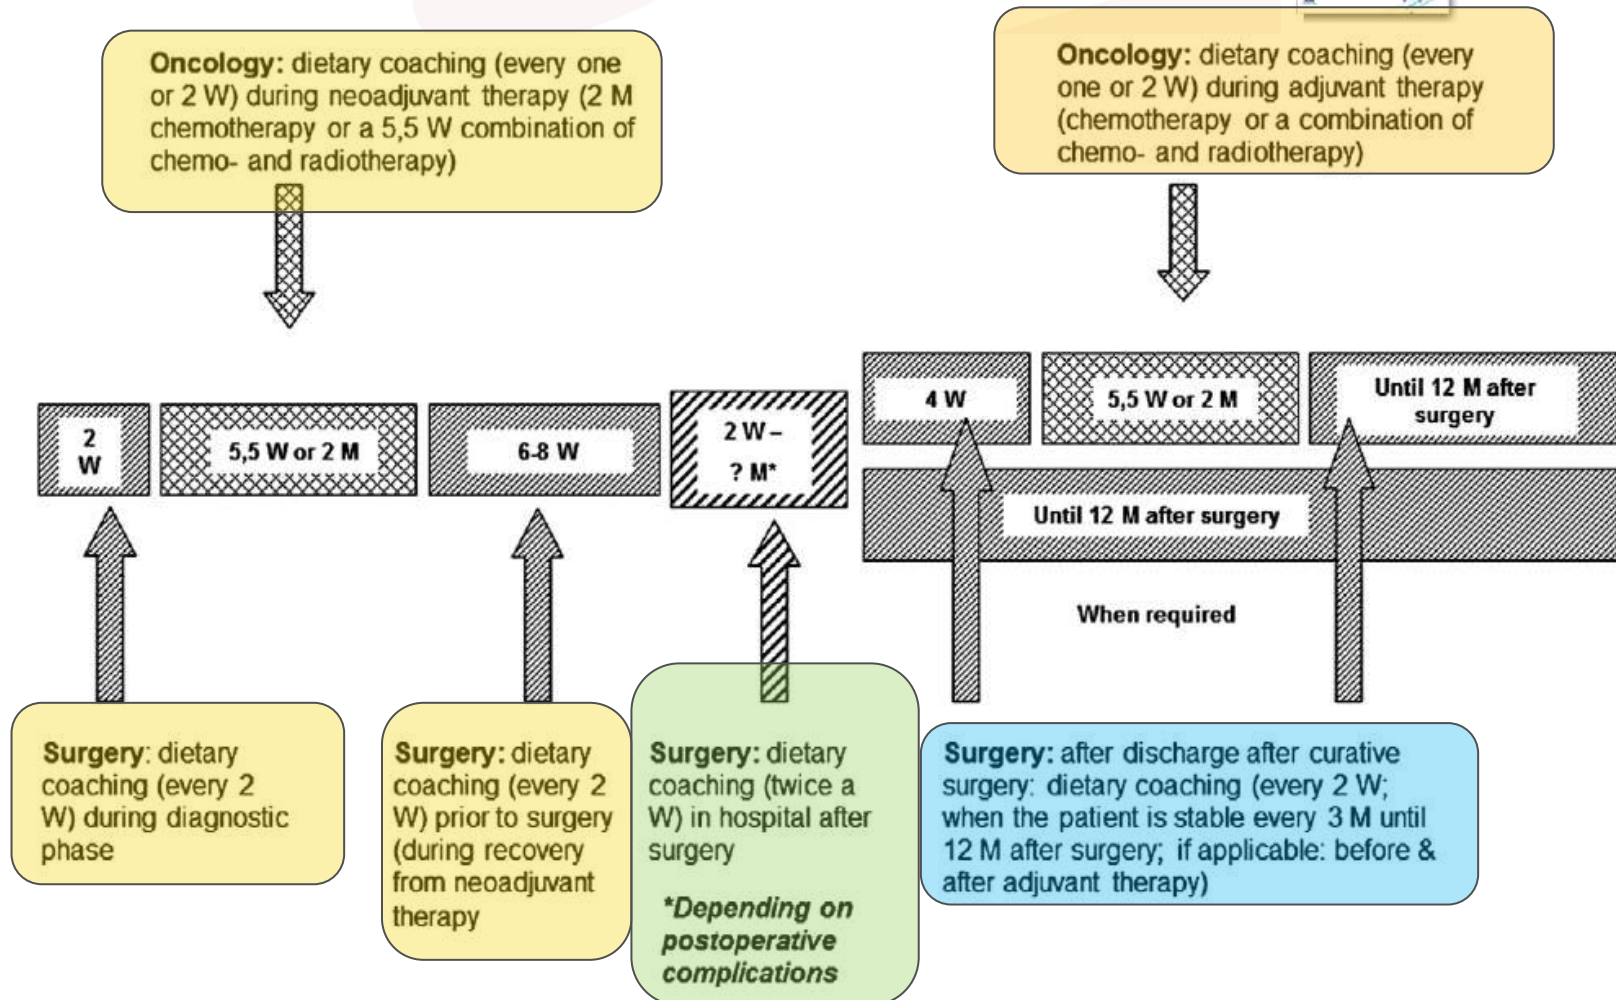 Oncology: dietary coaching (every one
or 2 W) during neoadjuvant therapy (2 M
chemotherapy or a 5,5 W combination of
chemo- and radiotherapy)
Oncology: dietary coaching (every
one or 2 W) during adjuvant therapy
(chemotherapy or a combination of
chemo- and radiotherapy)
2
W
5,5 W or 2 M
6-8 W
2 W –
? M*
4 W
5,5 W or 2 M
Until 12 M after
surgery
Until 12 M after surgery
When required
Surgery: dietary
coaching (every 2
W) during diagnostic
phase
Surgery: dietary
coaching (every 2
W) prior to surgery
(during recovery
from neoadjuvant
therapy
Surgery: dietary
coaching (twice a
W) in hospital after
surgery
*Depending on
postoperative
complications
Surgery: after discharge after curative
surgery: dietary coaching (every 2 W;
when the patient is stable every 3 M until
12 M after surgery; if applicable: before &
after adjuvant therapy)